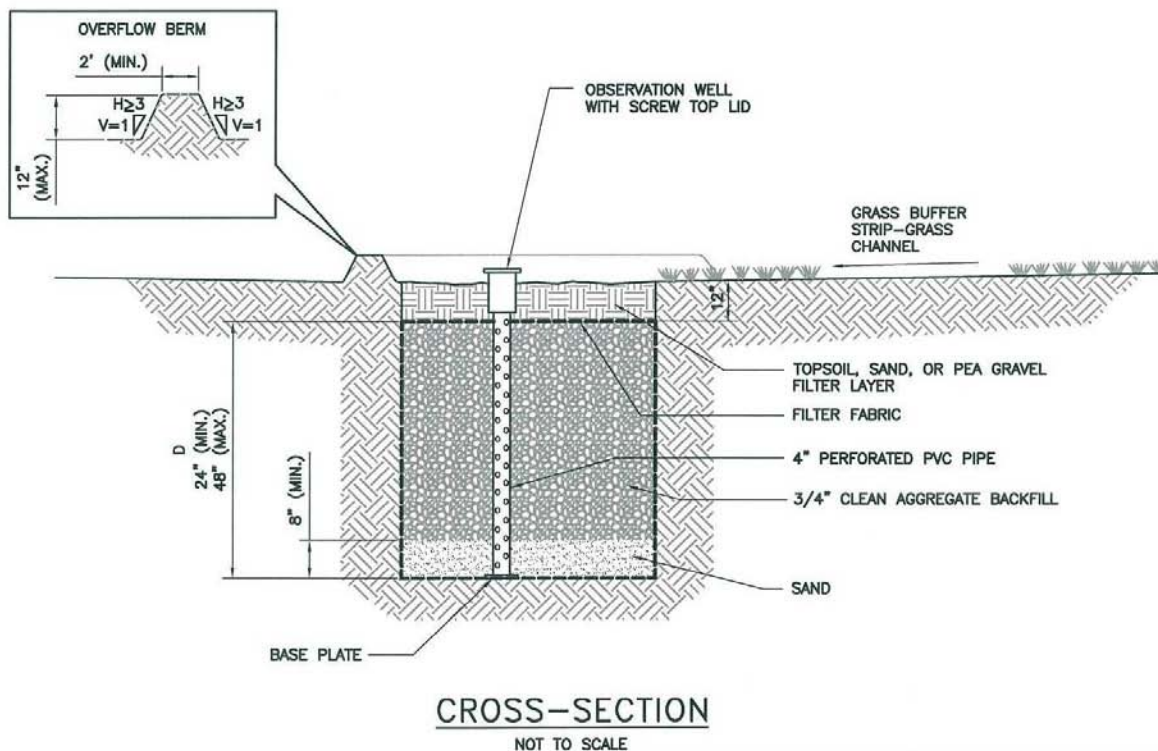 OVERFLOW BERM
2' (MIN.)
H≥3
V=1
H≥3
V=1
12"
(MAX.)
OBSERVATION WELL
WITH SCREW TOP LID
GRASS BUFFER
STRIP-GRASS
CHANNEL
12"
TOPSOIL, SAND, OR PEA GRAVEL
FILTER LAYER
FILTER FABRIC
4" PERFORATED PVC PIPE
3/4" CLEAN AGGREGATE BACKFILL
SAND
D
24" (MIN.)
48" (MAX.)
8" (MIN.)
BASE PLATE
CROSS-SECTION
NOT TO SCALE